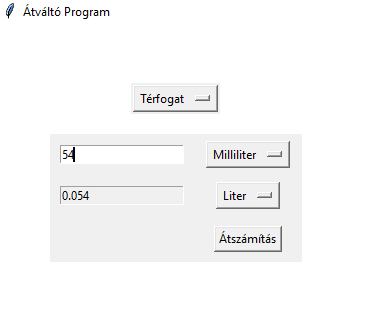 Átváltó Program
Térfogat
54
Milliliter
0.054
Liter
Átszámítás